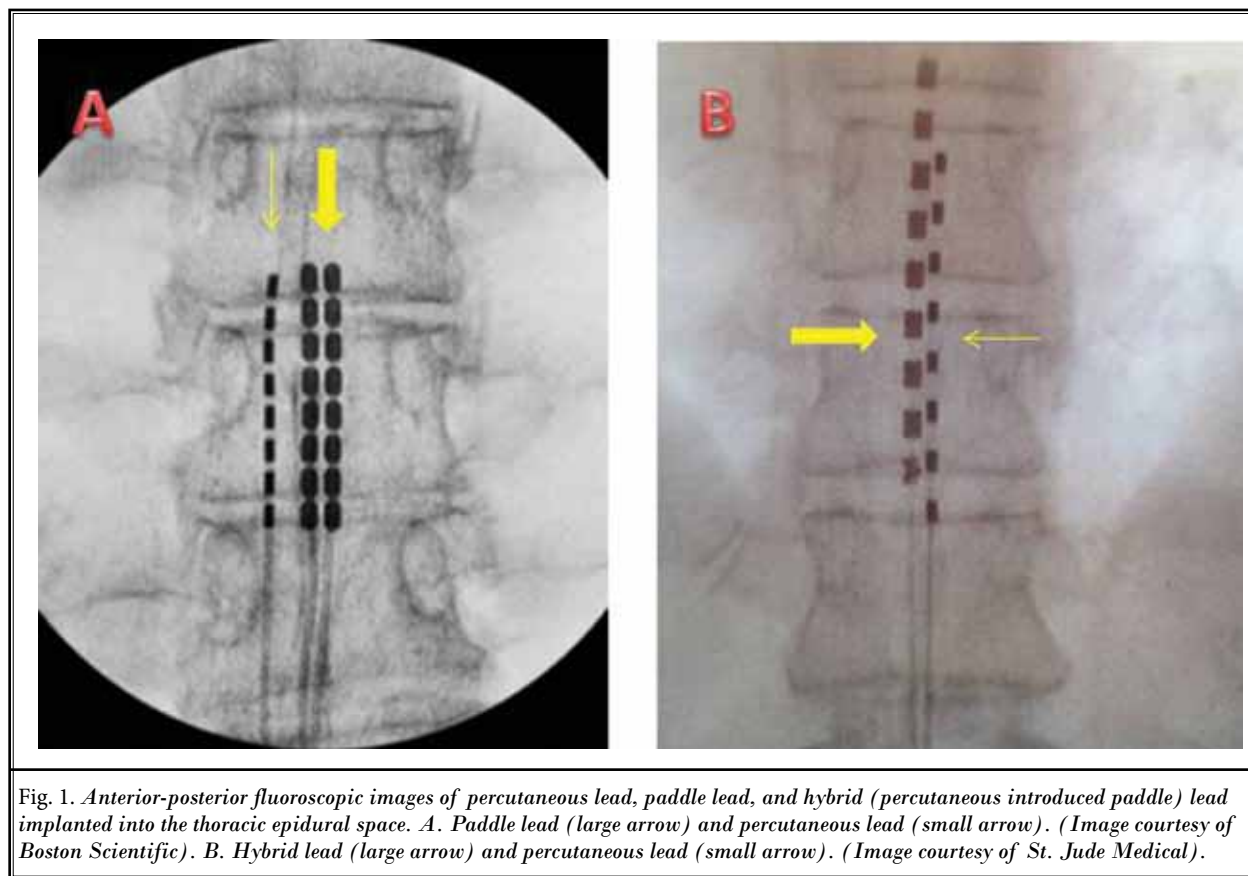 A
B
Fig. 1. Anterior-posterior fluoroscopic images of percutaneous lead, paddle lead, and hybrid (percutaneous introduced paddle) lead
implanted into the thoracic epidural space. A. Paddle lead (large arrow) and percutaneous lead (small arrow). (Image courtesy of
Boston Scientific). B. Hybrid lead (large arrow) and percutaneous lead (small arrow). (Image courtesy of St. Jude Medical).